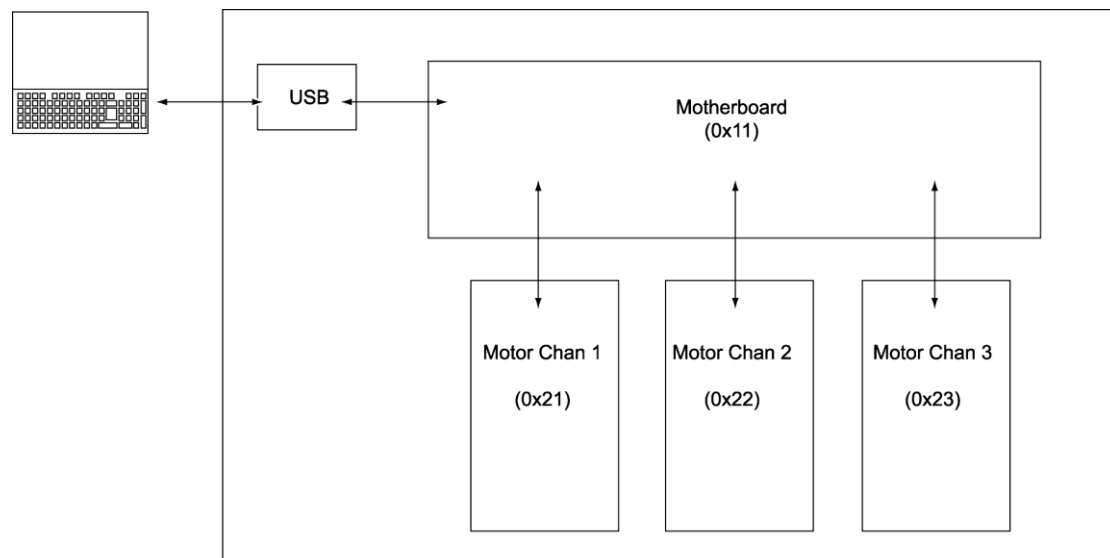 USB
Motherboard
(0x11)
Motor Chan 1
(0x21)
Motor Chan 2
(0x22)
Motor Chan 3
(0x23)